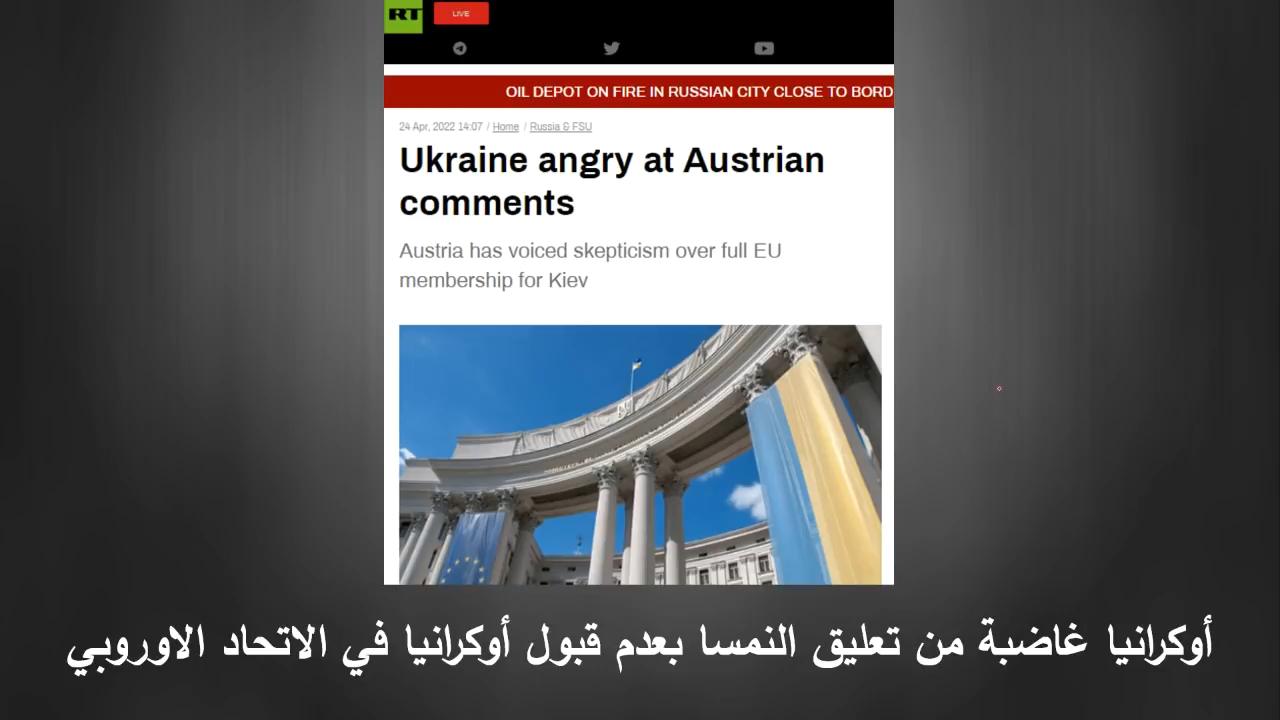 RT
LIVE
OIL DEPOT ON FIRE IN RUSSIAN CITY CLOSE TO BORD
24 Apr, 2022 14:07 / Home / Russia & FSU
Ukraine angry at Austrian
comments
Austria has voiced skepticism over full EU
membership for Kiev
أوكرانيا غاضبة من تعليق النمسا بعدم قبول أوكرانيا في الاتحاد الاوروبي